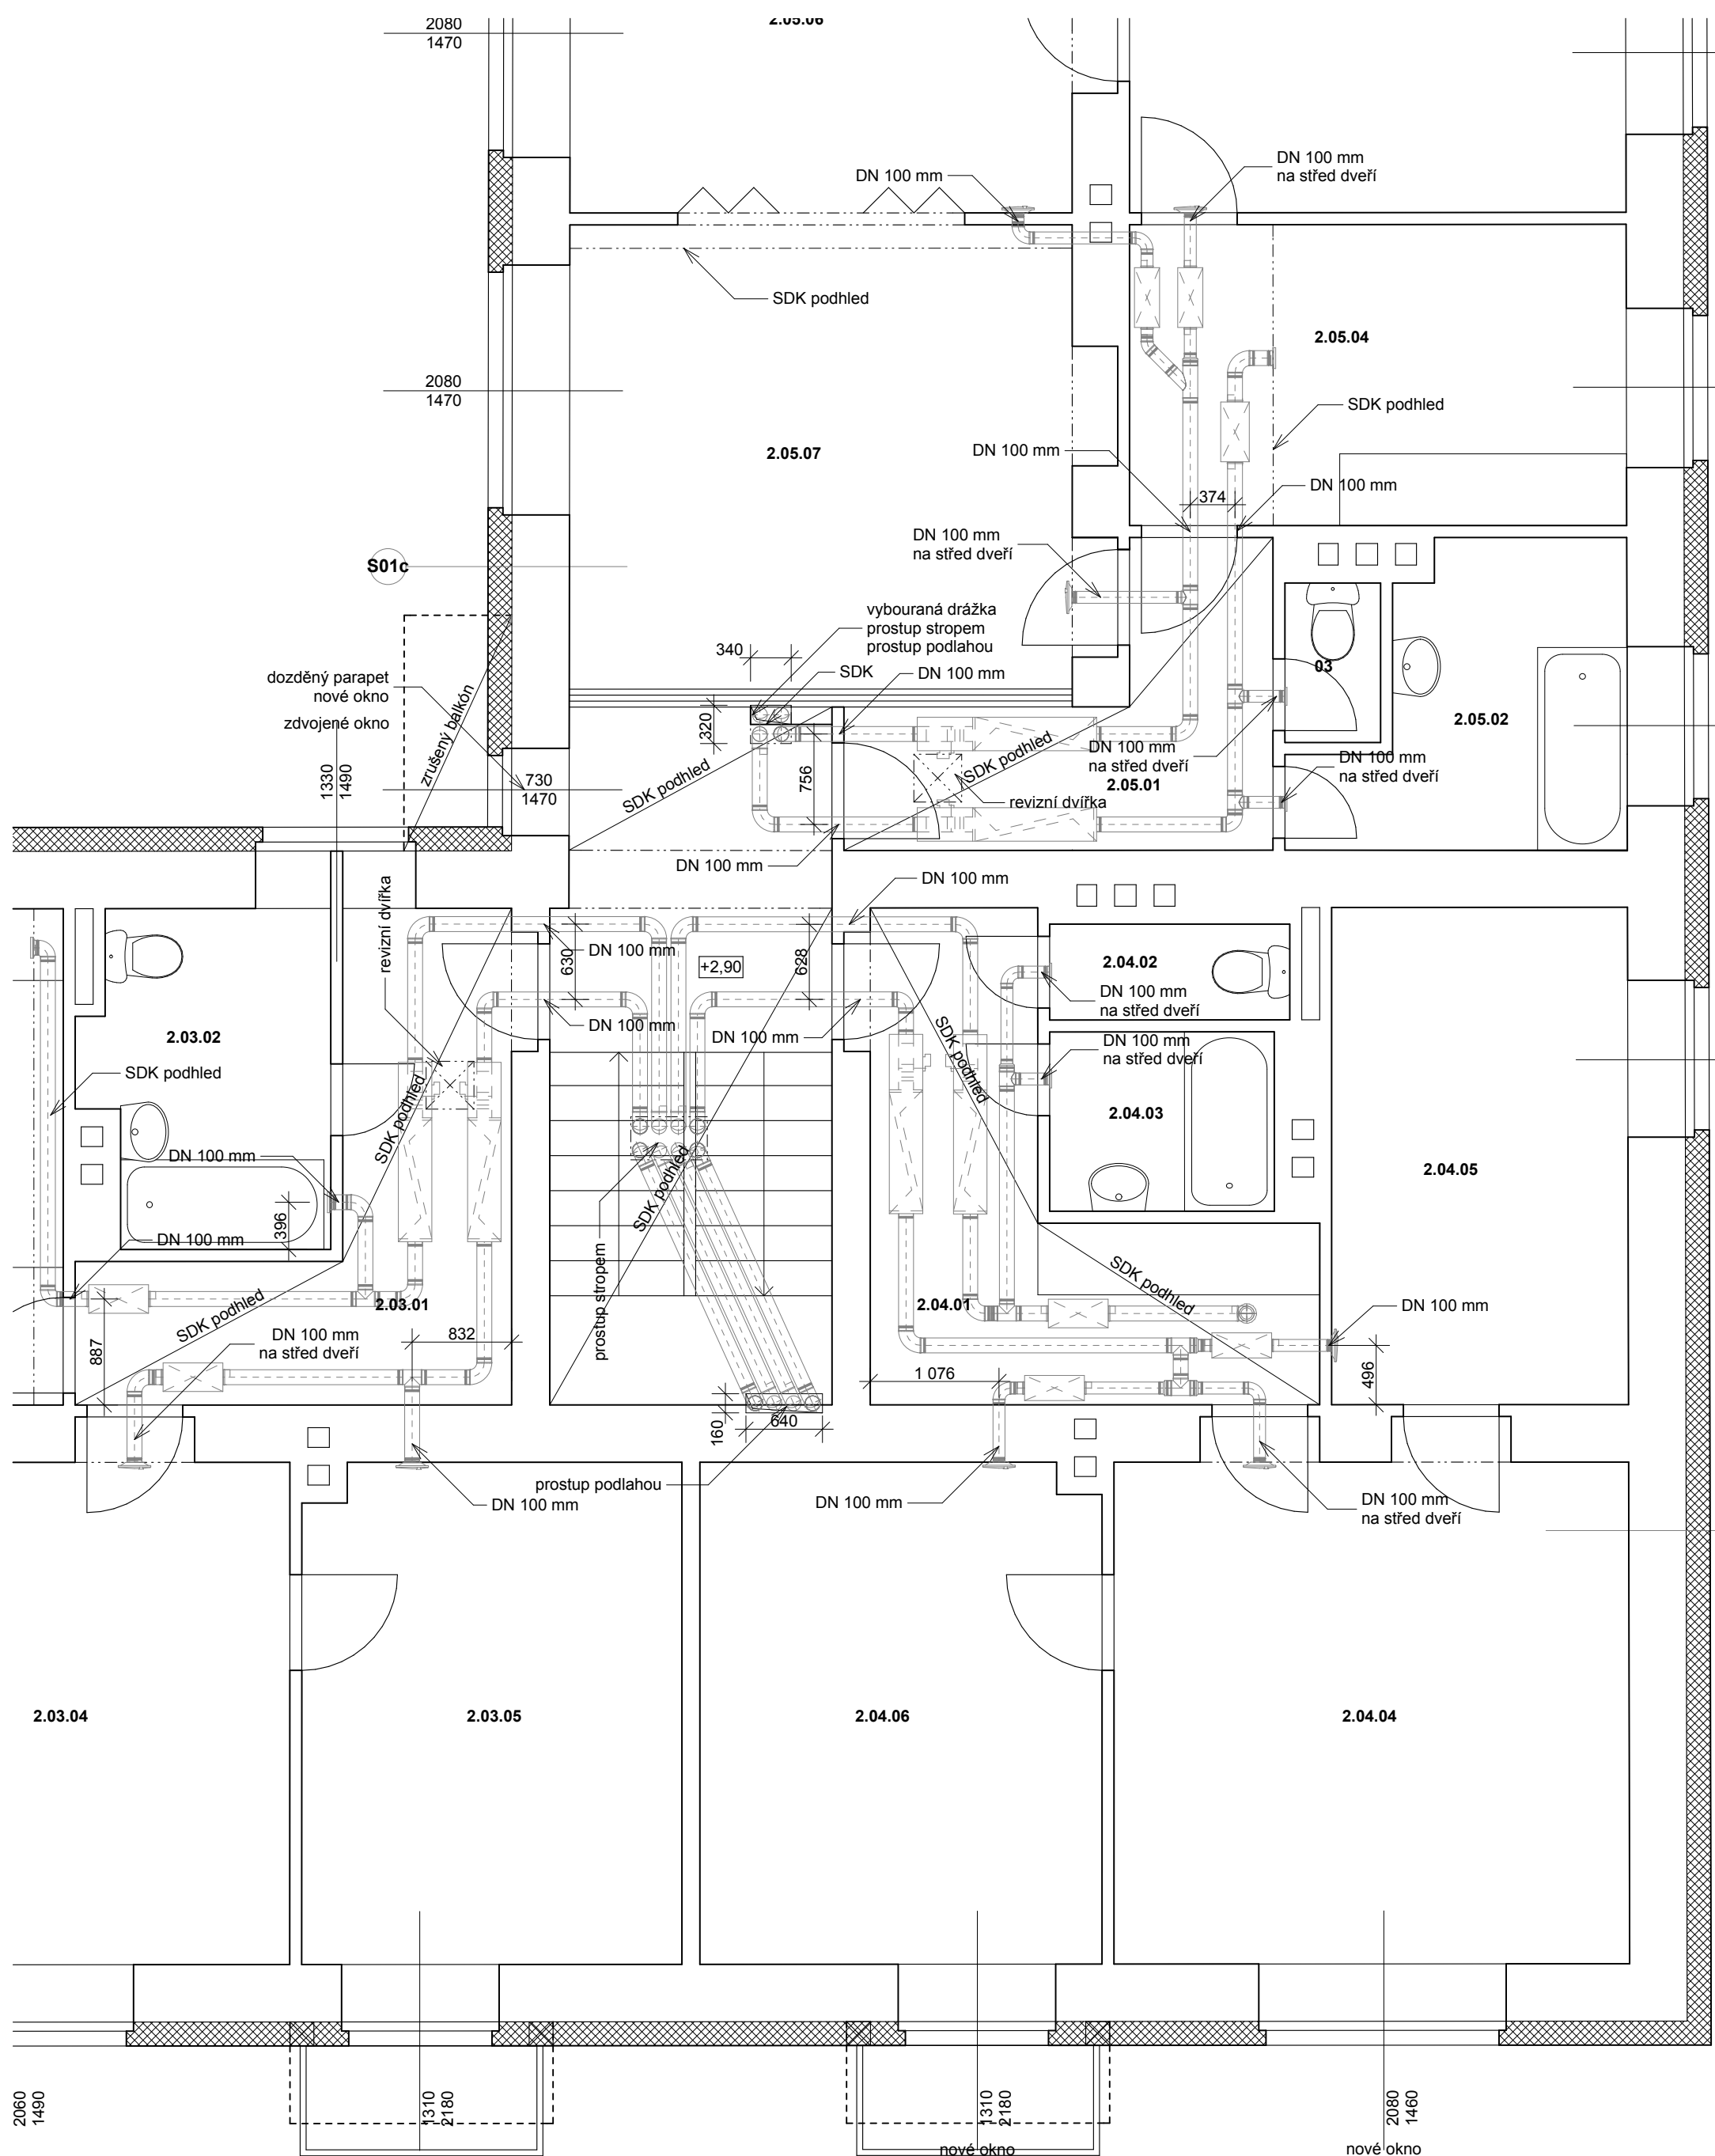 2080
1470
2.05.06
DN 100 mm
DN 100 mm
na střed dveří
SDK podhled
2.05.04
2080
1470
SDK podhled
2.05.07
DN 100 mm
374
DN 100 mm
DN 100 mm
na střed dveří
S01c
vybouraná drážka
prostup stropem
prostup podlahou
340
SDK
DN 100 mm
03
dozděný parapet
nové okno
zdvojené okno
zrušený balkón
320
2.05.02
SDK podhled
SDK podhled
DN 100 mm
na střed dveří
DN 100 mm
na střed dveří
1330
1490
730
1470
756
2.05.01
revizní dvířka
DN 100 mm
DN 100 mm
revizní dvířka
DN 100 mm
630
+2,90
628
2.04.02
DN 100 mm
na střed dveří
DN 100 mm
DN 100 mm
2.03.02
DN 100 mm
na střed dveří
SDK podhled
SDK podhled
SDK podhled
2.04.03
DN 100 mm
SDK podhled
2.04.05
396
DN 100 mm
prostup stropem
SDK podhled
SDK podhled
2.03.01
2.04.01
DN 100 mm
DN 100 mm
na střed dveří
832
887
1 076
496
160
640
prostup podlahou
DN 100 mm
DN 100 mm
DN 100 mm
na střed dveří
2.03.04
2.03.05
2.04.06
2.04.04
2060
1490
1310
2180
1310
2180
2080
1460
nové okno
nové okno